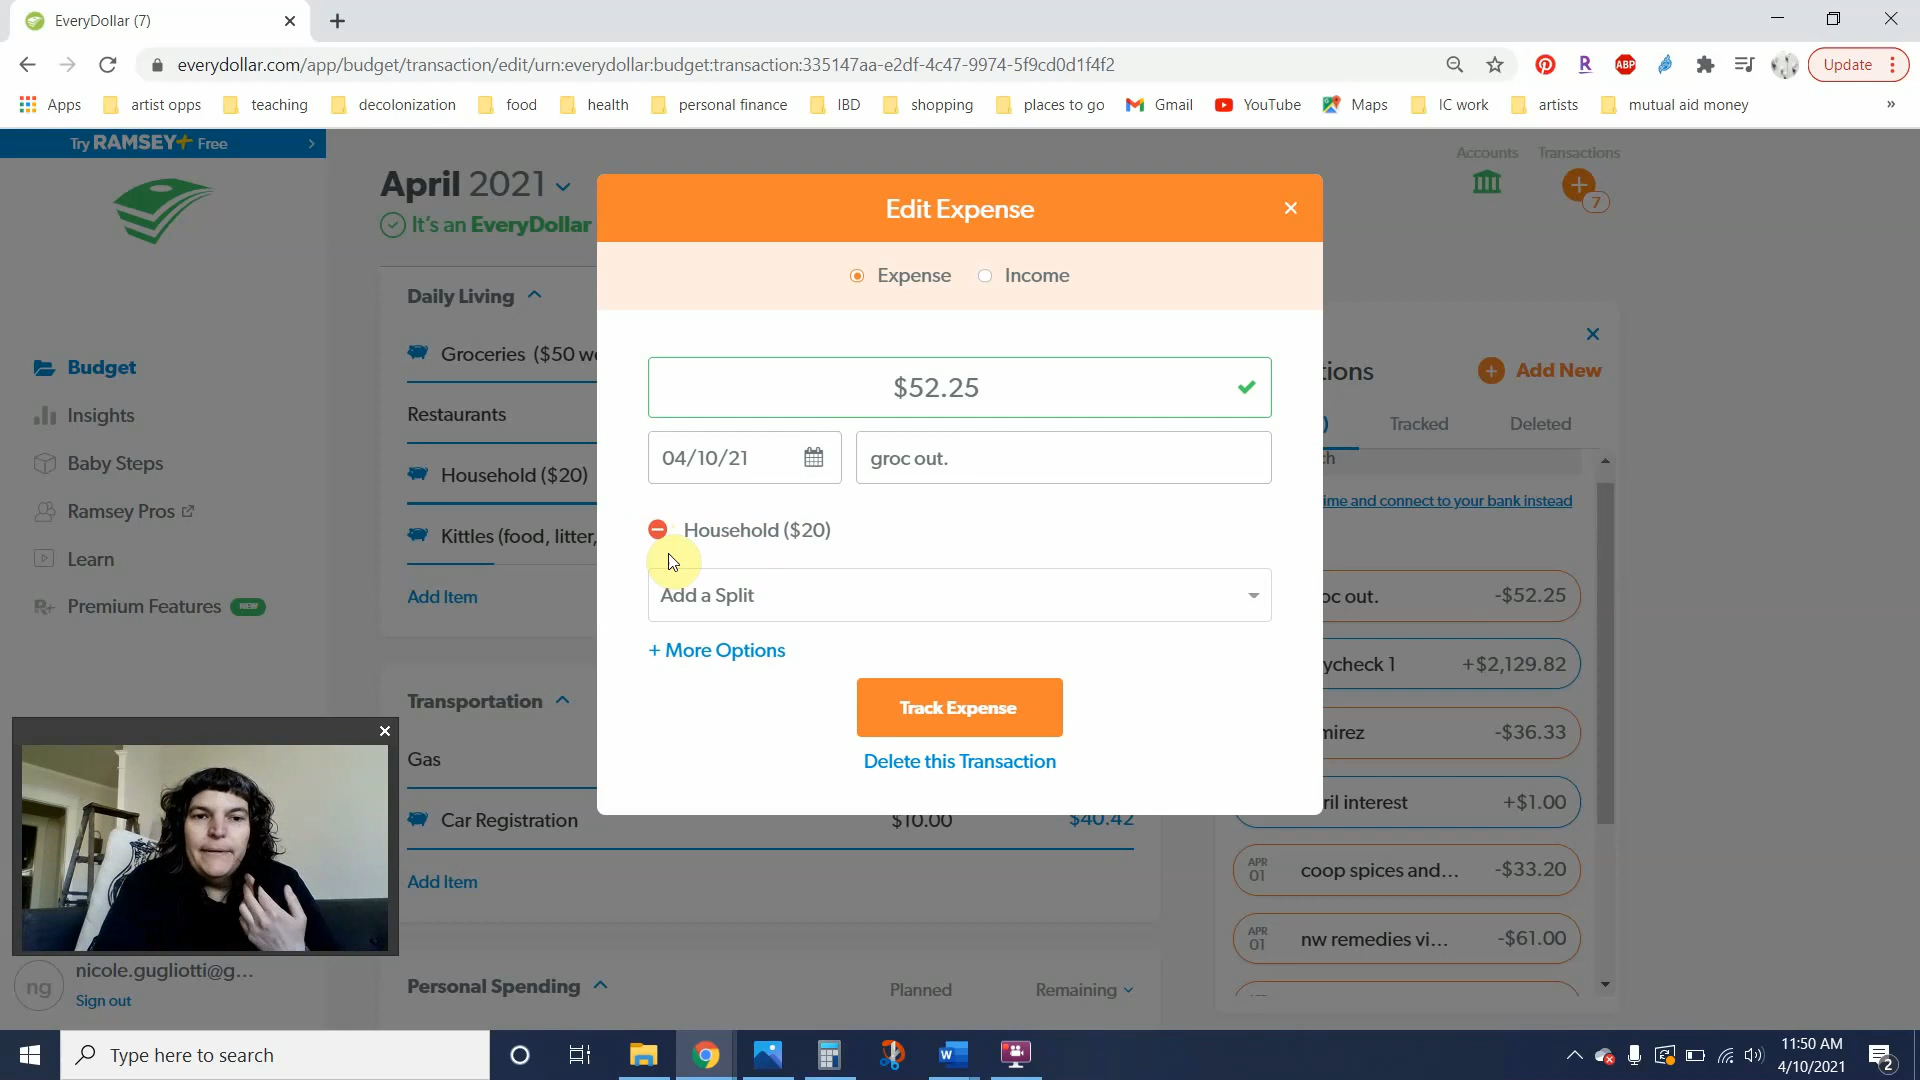 EveryDollar (7)
everydollar.com/app/budget/transaction/edit/urn:everydollar:budget:transaction:335147aa-e2df-4c47-9974-5f9cd0d1f4f2
ABP
Update
Apps
artist opps
teaching
decolonization
food
health
personal finance
IBD
shopping
places to go
Gmail
YouTube
Maps
IC work
artists
mutual aid money
»
Try RAMSEY+ Free
April 2021
It's an EveryDollar
Accounts
Transactions
7
Budget
Insights
Baby Steps
Ramsey Pros
Learn
R+ Premium Features NEW
Daily Living
Groceries ($50 we
Restaurants
Household ($20)
Kittles (food, litter,
Add Item
Transportation
Gas
Car Registration $10.00 $40.42
Add Item
Personal Spending Planned Remaining
Edit Expense
Expense Income
$52.25
04/10/21 groc out.
Household ($20)
Add a Split
+ More Options
Track Expense
Delete this Transaction
tions
Add New
) Tracked Deleted
ch
ime and connect to your bank instead
oc out. -$52.25
ycheck 1 +$2,129.82
mirez -$36.33
ril interest +$1.00
APR 01 coop spices and... -$33.20
APR 01 nw remedies vi... -$61.00
ng
nicole.gugliotti@g...
Sign out
Type here to search
11:50 AM
4/10/2021
2